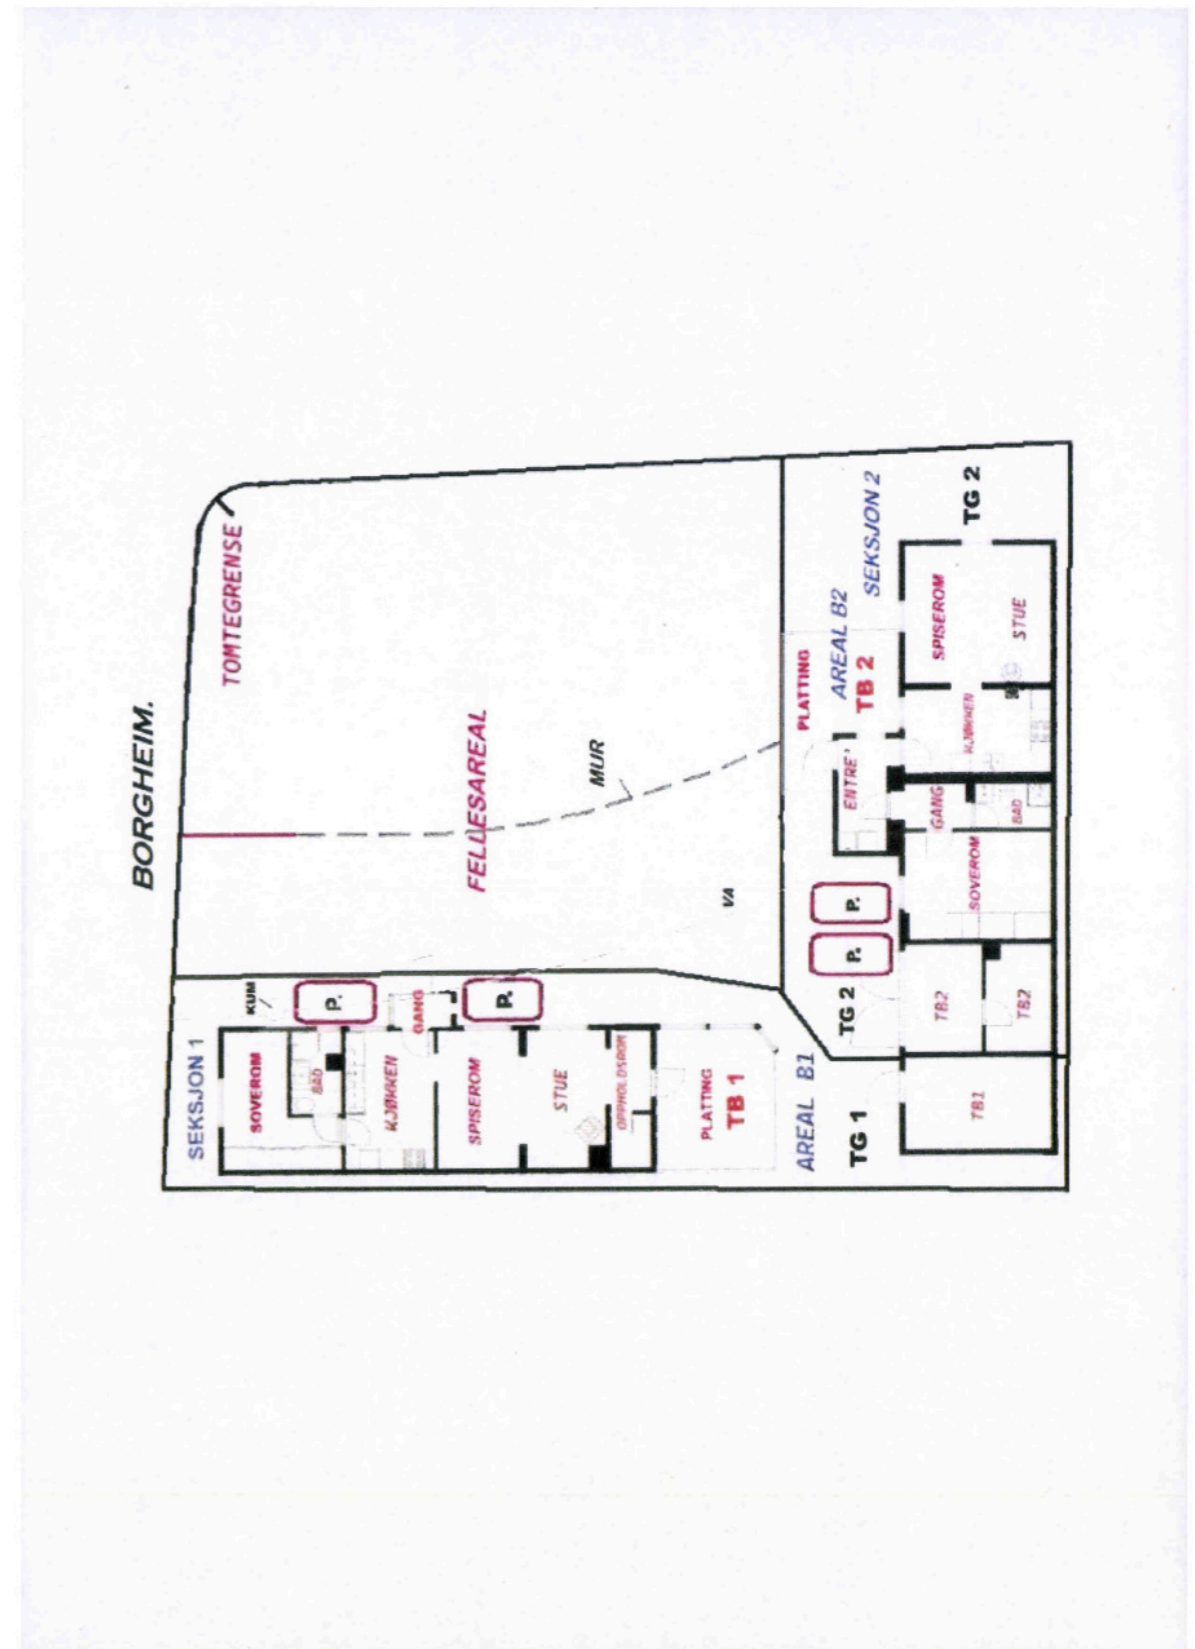 BORGHEIM.
TOMTEGRENSE
FELLESAREAL
MUR
VA
SEKSJON 1
KUM
P.
P.
SOVEROM
BAD
KJØKKEN
GANG
SPISEROM
STUE
OPPHOLDSROM
PLATTING
TB 1
AREAL B1
TG 1
TB1
TG 2
P.
P.
TB2
TB2
SOVEROM
GANG
BAD
ENTRE'
KJØKKEN
PLATTING
TB 2
AREAL B2
SEKSJON 2
SPISEROM
STUE
TG 2